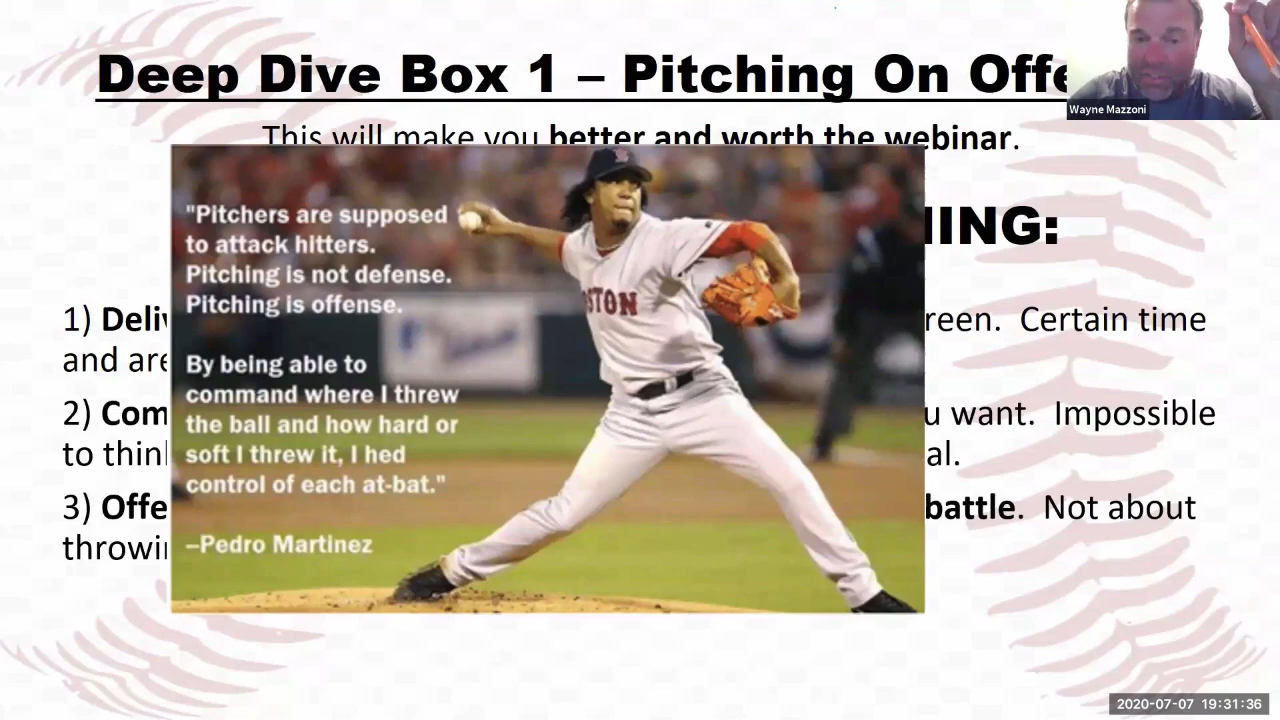 Deep Dive Box 1 – Pitching On Offe
Wayne Mazzoni
This will make you better and worth the webinar.
NING:
1) Deliv
reen. Certain time
and are
2) Com
u want. Impossible
to think
al.
3) Offe
battle. Not about
throwin
"Pitchers are supposed
to attack hitters.
Pitching is not defense.
Pitching is offense.
By being able to
command where I threw
the ball and how hard or
soft I threw it, I hed
control of each at-bat."
–Pedro Martinez
STON
2020-07-07 19:31:36